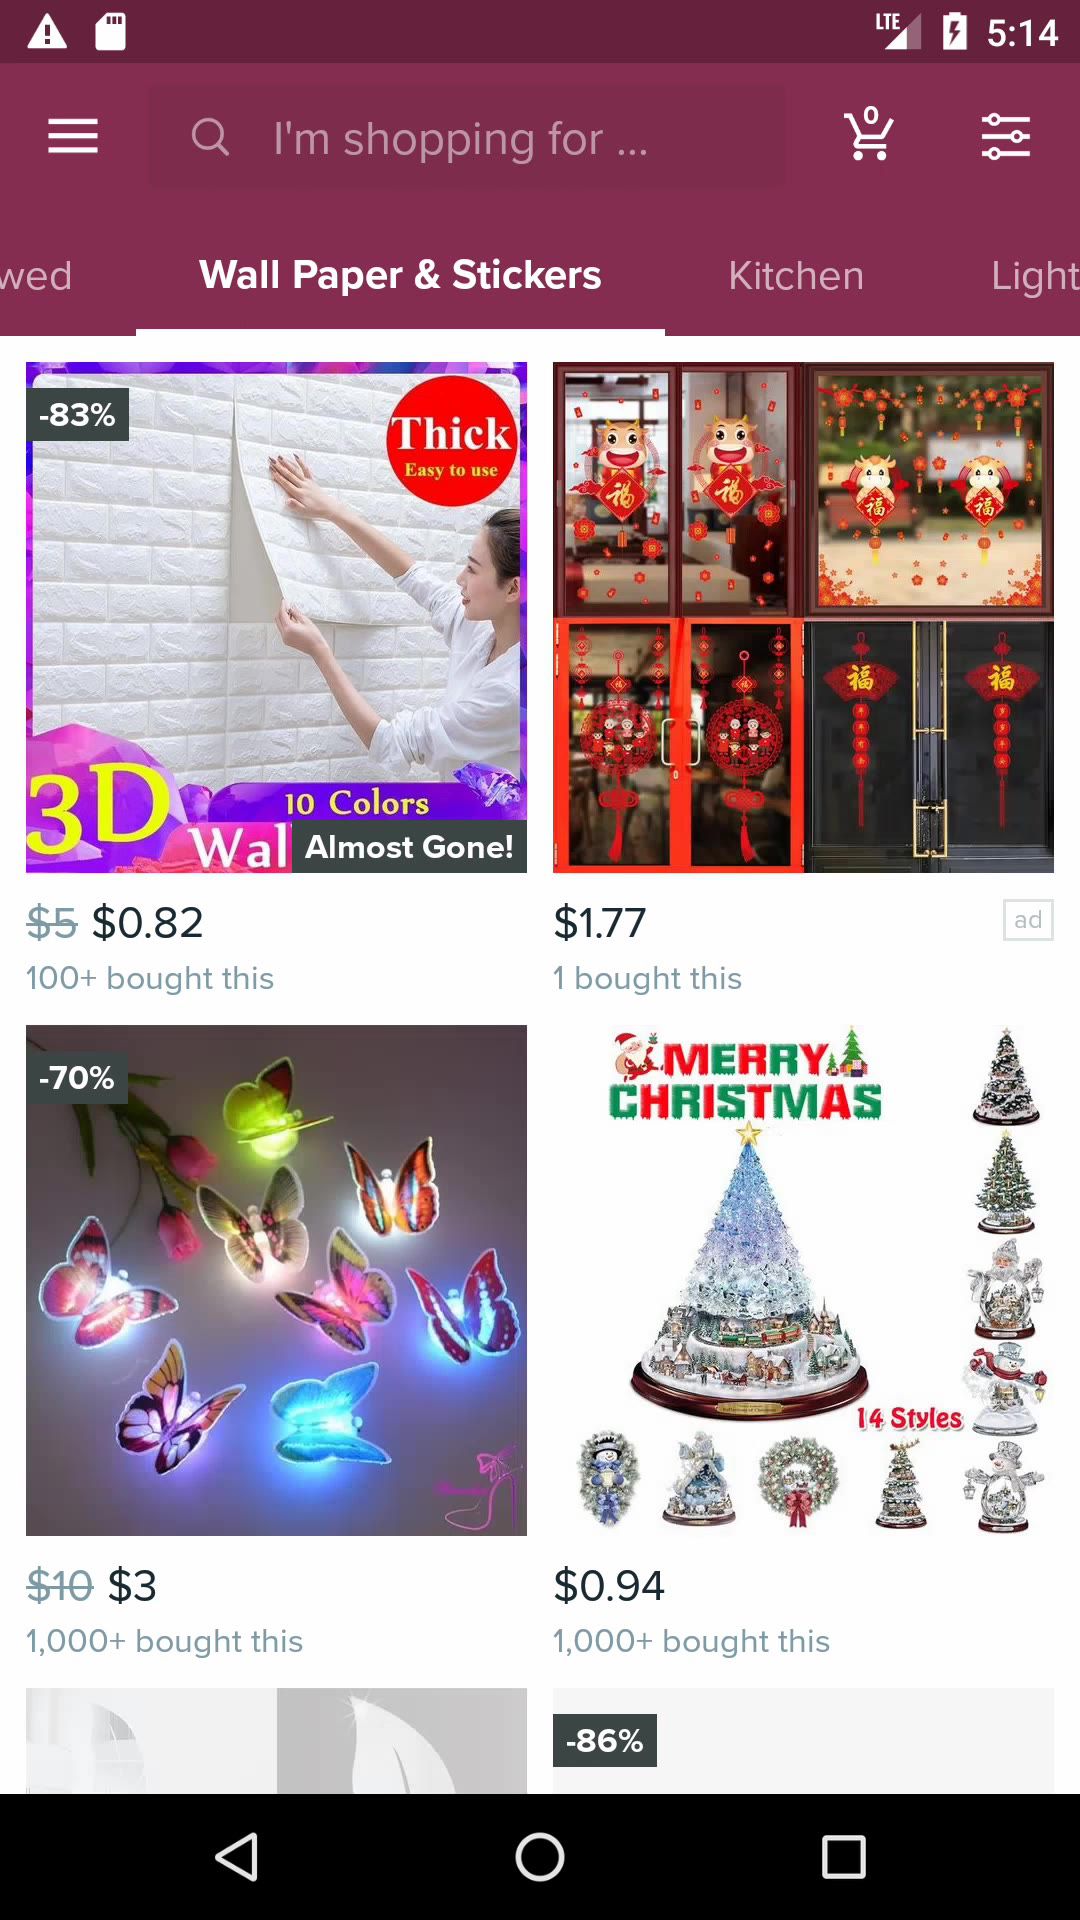 LTE 5:14
I'm shopping for ...
0
wed Wall Paper & Stickers Kitchen Light
-83%
Thick
Easy to use
3D
10 Colors
Wal
Almost Gone!
福 福 福 福
福 福
$5 $0.82
$1.77
ad
100+ bought this
1 bought this
-70%
MERRY
CHRISTMAS
14 Styles
$10 $3
$0.94
1,000+ bought this
1,000+ bought this
-86%